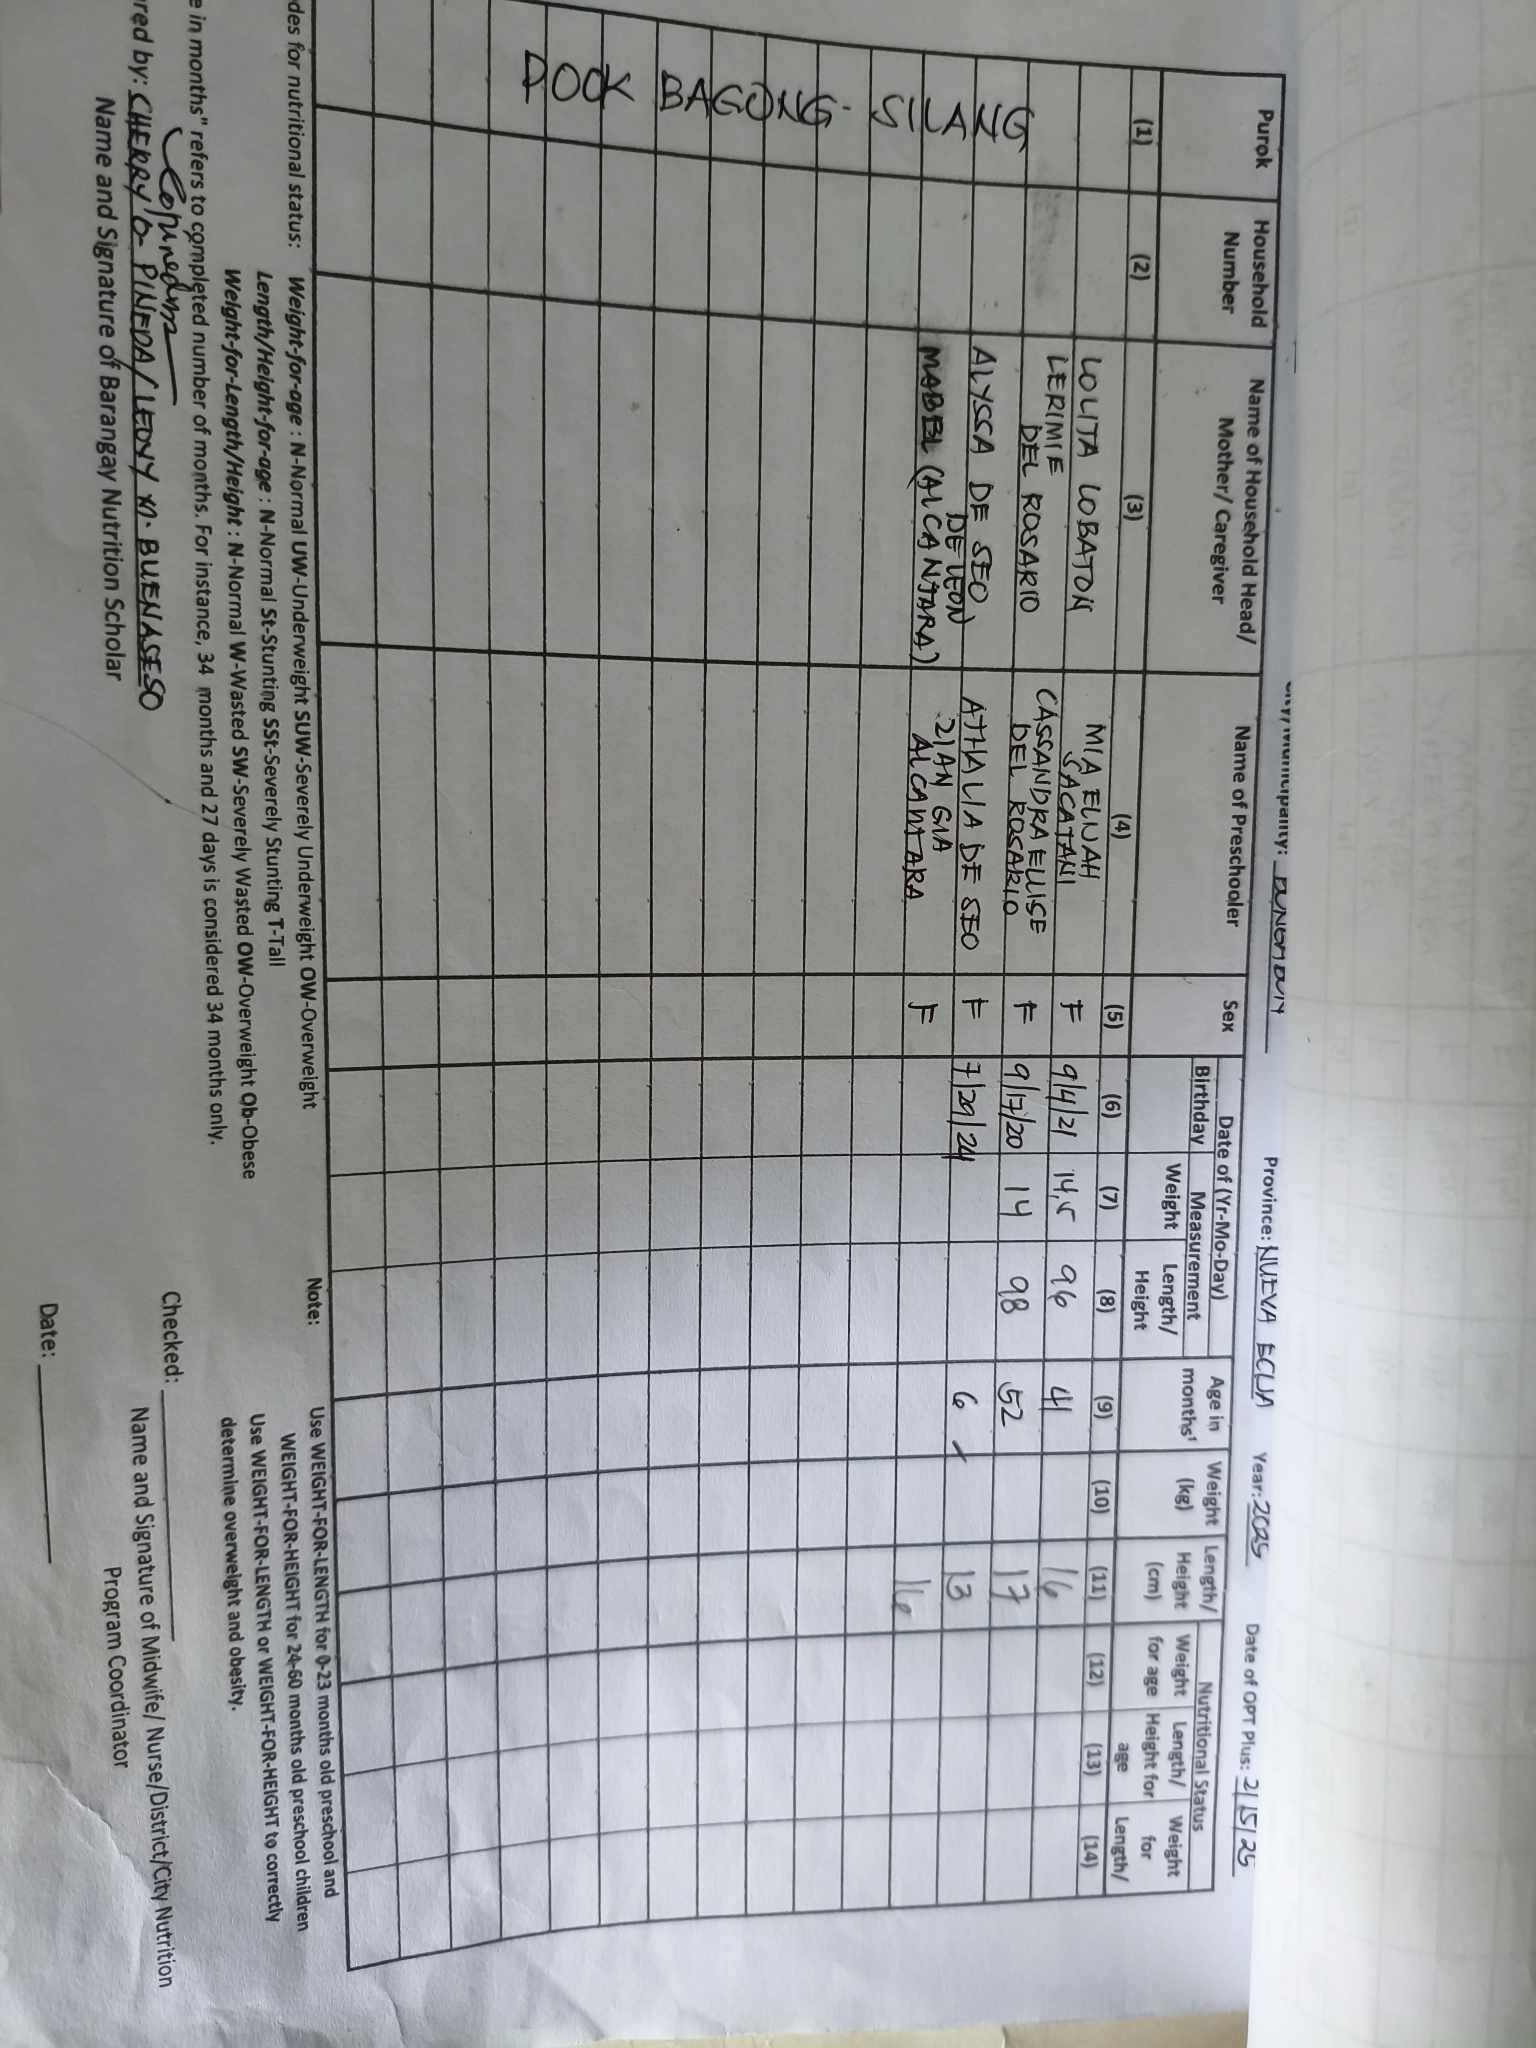 City/Municipality: BONGABON Province: NUEVA ECIJA Year: 2025 Date of OPT Plus: 2/15/25
Purok Household Number Name of Household Head/ Mother/ Caregiver Name of Preschooler Sex Date of (Yr-Mo-Day) Age in months¹ Weight (kg) Length/ Height (cm) Nutritional Status
Birthday Measurement Weight for age Length/ Height for age Weight for Length/
Weight Length/ Height
(1) (2) (3) (4) (5) (6) (7) (8) (9) (10) (11) (12) (13) (14)
LOLITA LOBATON MIA ELIJAH SACATANI F 9/4/21 14.5 96 41 16
LERIMIE DEL ROSARIO CASSANDRA ELLISE DEL ROSARIO F 9/17/20 14 98 52 17
ALYSSA DE SEO ATHALIA DE SEO F 7/29/24 6 13
DE LEON
MABEL (ALCANTARA) ZIAN GIA ALCANTARA F 16
POOK BAGONG-SILANG
des for nutritional status: Weight-for-age : N-Normal UW-Underweight SUW-Severely Underweight OW-Overweight
Length/Height-for-age : N-Normal St-Stunting SSt-Severely Stunting T-Tall
Weight-for-Length/Height : N-Normal W-Wasted SW-Severely Wasted OW-Overweight Ob-Obese
e in months" refers to completed number of months. For instance, 34 months and 27 days is considered 34 months only.
Note: Use WEIGHT-FOR-LENGTH for 0-23 months old preschool and
WEIGHT-FOR-HEIGHT for 24-60 months old preschool children
Use WEIGHT-FOR-LENGTH or WEIGHT-FOR-HEIGHT to correctly
determine overweight and obesity.
red by: CHERRY D. PINEDA/LEOVY M. BUENASESO
Name and Signature of Barangay Nutrition Scholar
Checked:
Name and Signature of Midwife/ Nurse/District/City Nutrition
Program Coordinator
Date: